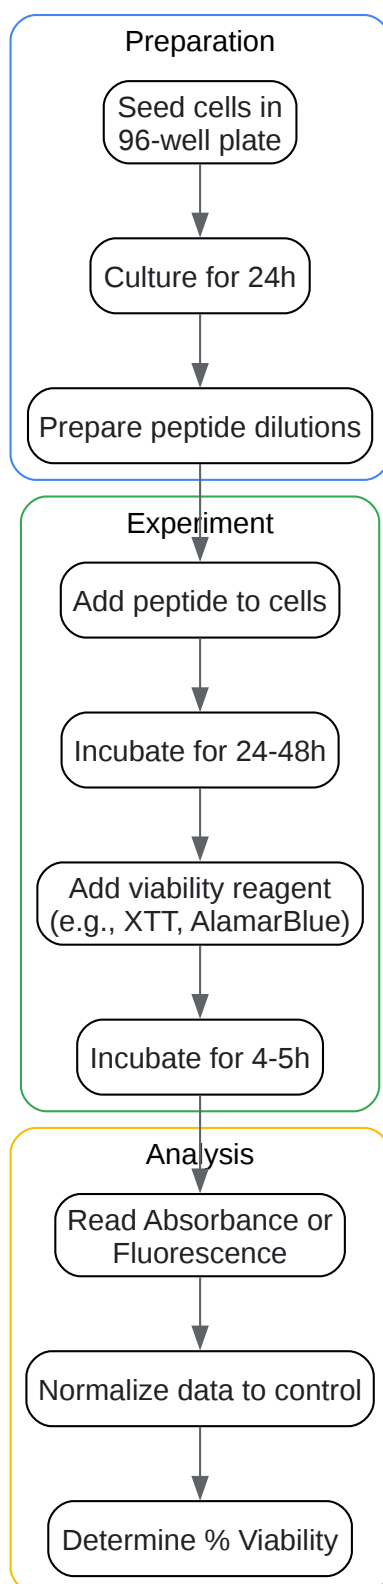 Preparation
Seed cells in
96-well plate
Culture for 24h
Prepare peptide dilutions
Experiment
Add peptide to cells
Incubate for 24-48h
Add viability reagent
(e.g., XTT, AlamarBlue)
Incubate for 4-5h
Analysis
Read Absorbance or
Fluorescence
Normalize data to control
Determine % Viability